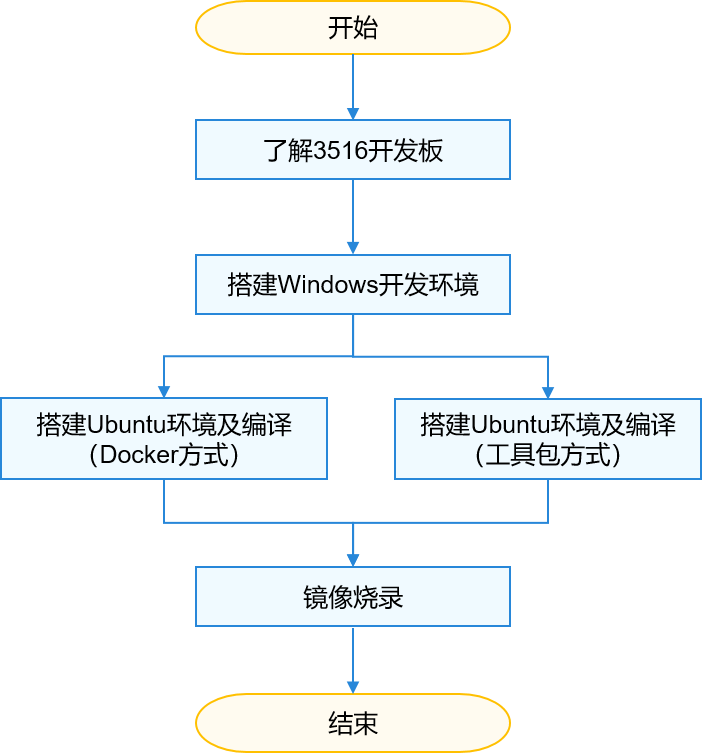 开始
了解3516开发板
搭建Windows开发环境
搭建Ubuntu环境及编译
（Docker方式）
搭建Ubuntu环境及编译
（工具包方式）
镜像烧录
结束